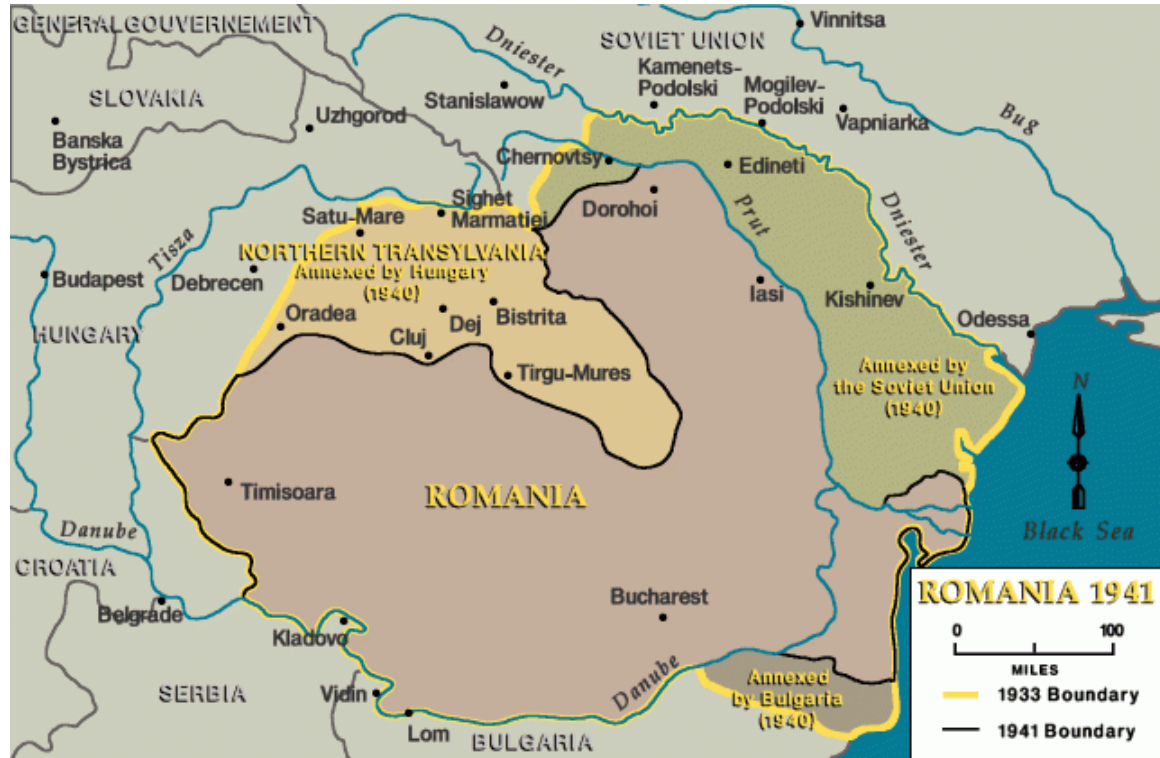 GENERALGOUVERNEMENT
Vinnitsa
SOVIET UNION
Dniester
Kamenets-
Podolski
Mogilev-
Podolski
SLOVAKIA
Stanislawow
Uzhgorod
Vapniarka
Bug
Banska
Bystrica
Chernovtsy
Edineti
Sighet
Marmatiei
Dorohoi
Prut
Dniester
Satu-Mare
Tisza
NORTHERN TRANSYLVANIA
Annexed by Hungary
(1940)
Budapest
Debrecen
Iasi
Kishinev
Oradea
Dej
Bistrita
Odessa
HUNGARY
Cluj
Tirgu-Mures
Annexed by
the Soviet Union
(1940)
N
Timisoara
ROMANIA
Danube
Black Sea
CROATIA
Belgrade
Bucharest
Kladovo
ROMANIA 1941
0 100
MILES
SERBIA
Vidin
Danube
Annexed
by Bulgaria
(1940)
1933 Boundary
Lom
BULGARIA
1941 Boundary